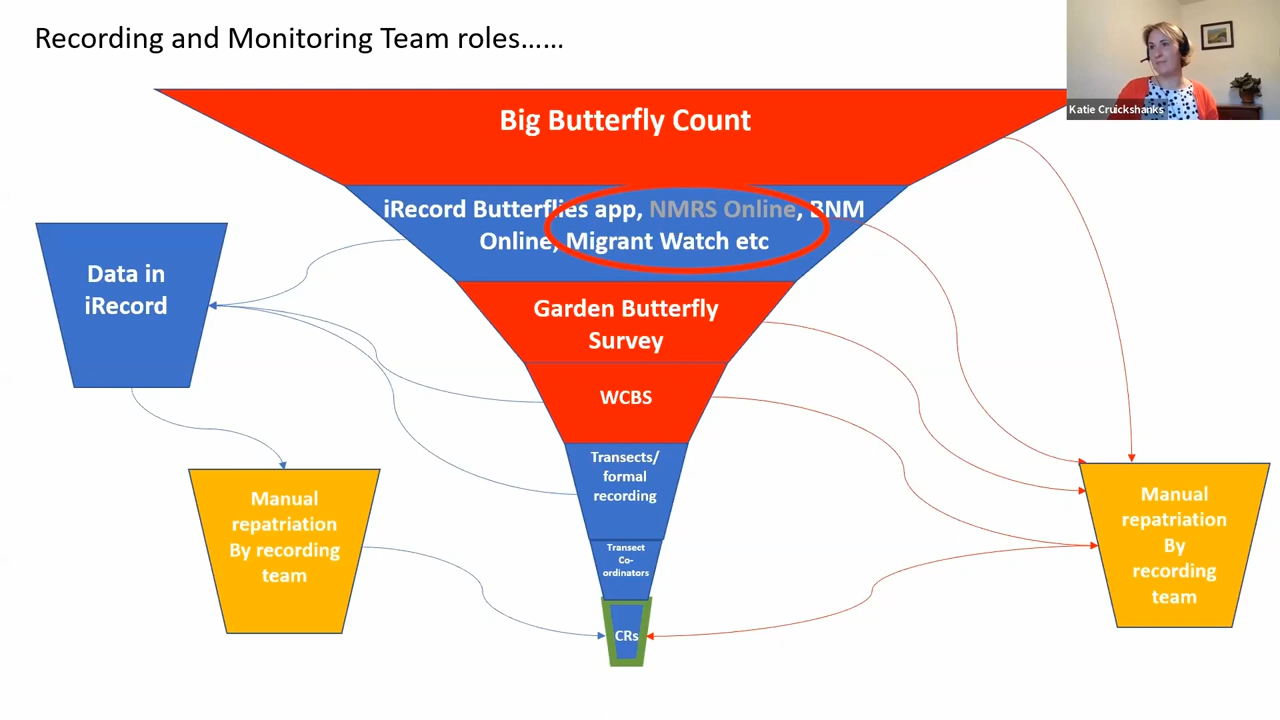 Recording and Monitoring Team roles……
Katie Cruickshanks
Big Butterfly Count
iRecord Butterflies app, NMRS Online, BNM
Online, Migrant Watch etc
Garden Butterfly
Survey
WCBS
Transects/
formal
recording
Transect
Co-
ordinators
CRs
Data in
iRecord
Manual
repatriation
By recording
team
Manual
repatriation
By
recording
team